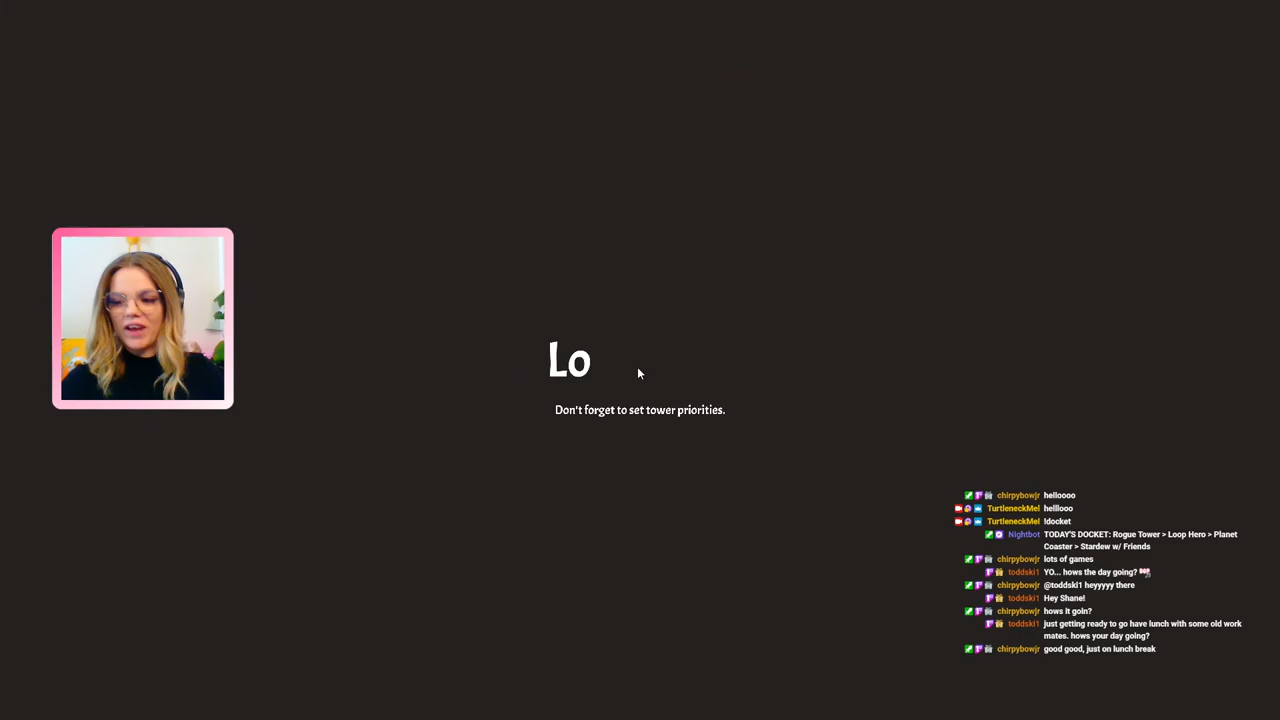 Lo
Don't forget to set tower priorities.
chirpybowjr helloooo
TurtleneckMel helllooo
TurtleneckMel !docket
Nightbot TODAY'S DOCKET: Rogue Tower > Loop Hero > Planet
Coaster > Stardew w/ Friends
chirpybowjr lots of games
toddski1 YO... hows the day going?
chirpybowjr @toddski1 heyyyyy there
toddski1 Hey Shane!
chirpybowjr hows it goin?
toddski1 just getting ready to go have lunch with some old work
mates. hows your day going?
chirpybowjr good good, just on lunch break